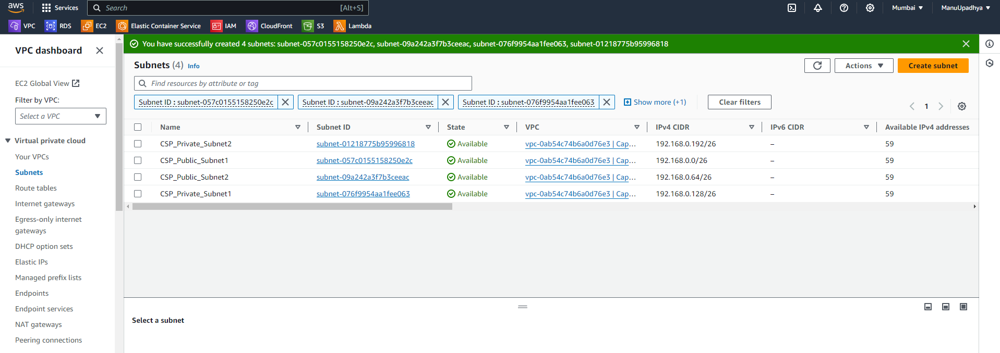 aws Services Search [Alt+S] Mumbai ManuUpadhya
VPC RDS EC2 Elastic Container Service IAM CloudFront S3 Lambda
VPC dashboard
EC2 Global View
Filter by VPC:
Select a VPC
Virtual private cloud
Your VPCs
Subnets
Route tables
Internet gateways
Egress-only internet
gateways
DHCP option sets
Elastic IPs
Managed prefix lists
Endpoints
Endpoint services
NAT gateways
Peering connections
You have successfully created 4 subnets: subnet-057c0155158250e2c, subnet-09a242a3f7b3ceeac, subnet-076f9954aa1fee063, subnet-01218775b95996818
Subnets (4) Info Actions Create subnet
Find resources by attribute or tag
Subnet ID : subnet-057c0155158250e2c Subnet ID : subnet-09a242a3f7b3ceeac Subnet ID : subnet-076f9954aa1fee063 Show more (+1) Clear filters
1
Name Subnet ID State VPC IPv4 CIDR IPv6 CIDR Available IPv4 addresses
CSP_Private_Subnet2 subnet-01218775b95996818 Available vpc-0ab54c74b6a0d76e3 | Cap... 192.168.0.192/26 – 59
CSP_Public_Subnet1 subnet-057c0155158250e2c Available vpc-0ab54c74b6a0d76e3 | Cap... 192.168.0.0/26 – 59
CSP_Public_Subnet2 subnet-09a242a3f7b3ceeac Available vpc-0ab54c74b6a0d76e3 | Cap... 192.168.0.64/26 – 59
CSP_Private_Subnet1 subnet-076f9954aa1fee063 Available vpc-0ab54c74b6a0d76e3 | Cap... 192.168.0.128/26 – 59
Select a subnet